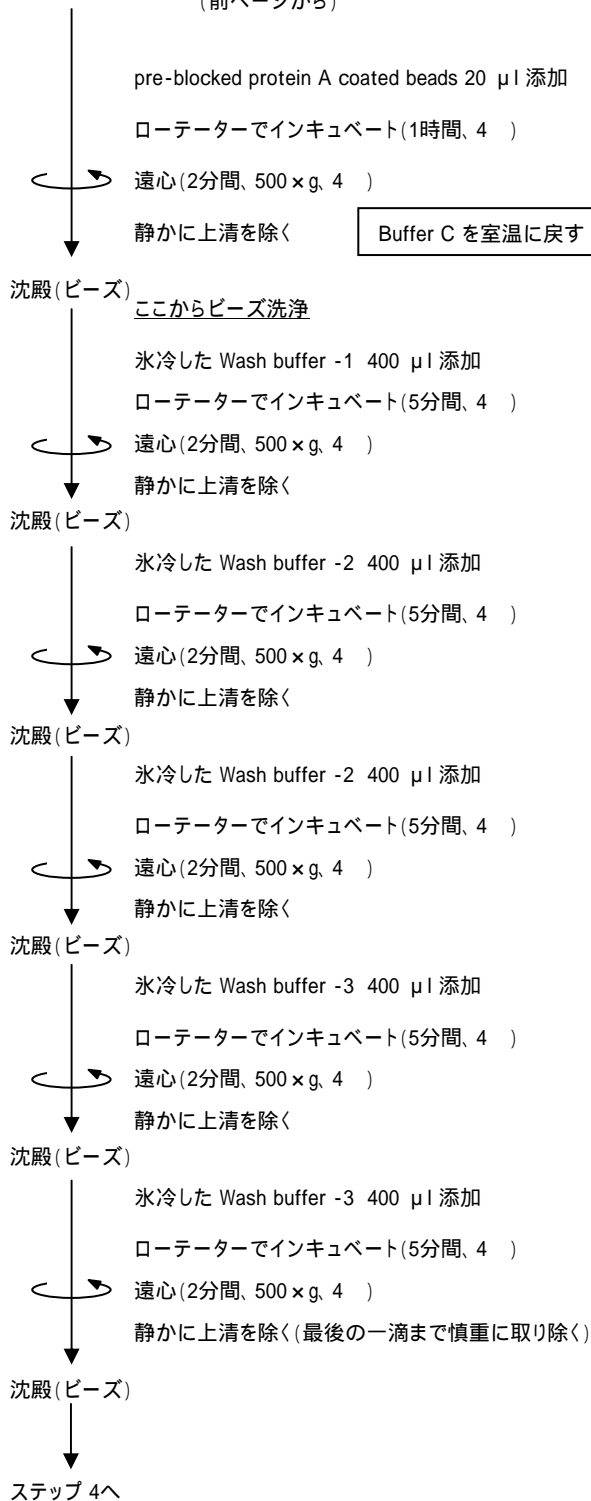 (前ページから)
pre-blocked protein A coated beads 20 μl 添加
ローテーターでインキュベート(1時間、4 )
遠心(2分間、500×g、4 )
静かに上清を除く
Buffer C を室温に戻す
沈殿(ビーズ)
ここからビーズ洗浄
氷冷した Wash buffer -1 400 μl 添加
ローテーターでインキュベート(5分間、4 )
遠心(2分間、500×g、4 )
静かに上清を除く
沈殿(ビーズ)
氷冷した Wash buffer -2 400 μl 添加
ローテーターでインキュベート(5分間、4 )
遠心(2分間、500×g、4 )
静かに上清を除く
沈殿(ビーズ)
氷冷した Wash buffer -2 400 μl 添加
ローテーターでインキュベート(5分間、4 )
遠心(2分間、500×g、4 )
静かに上清を除く
沈殿(ビーズ)
氷冷した Wash buffer -3 400 μl 添加
ローテーターでインキュベート(5分間、4 )
遠心(2分間、500×g、4 )
静かに上清を除く
沈殿(ビーズ)
氷冷した Wash buffer -3 400 μl 添加
ローテーターでインキュベート(5分間、4 )
遠心(2分間、500×g、4 )
静かに上清を除く(最後の一滴まで慎重に取り除く)
沈殿(ビーズ)
ステップ 4へ